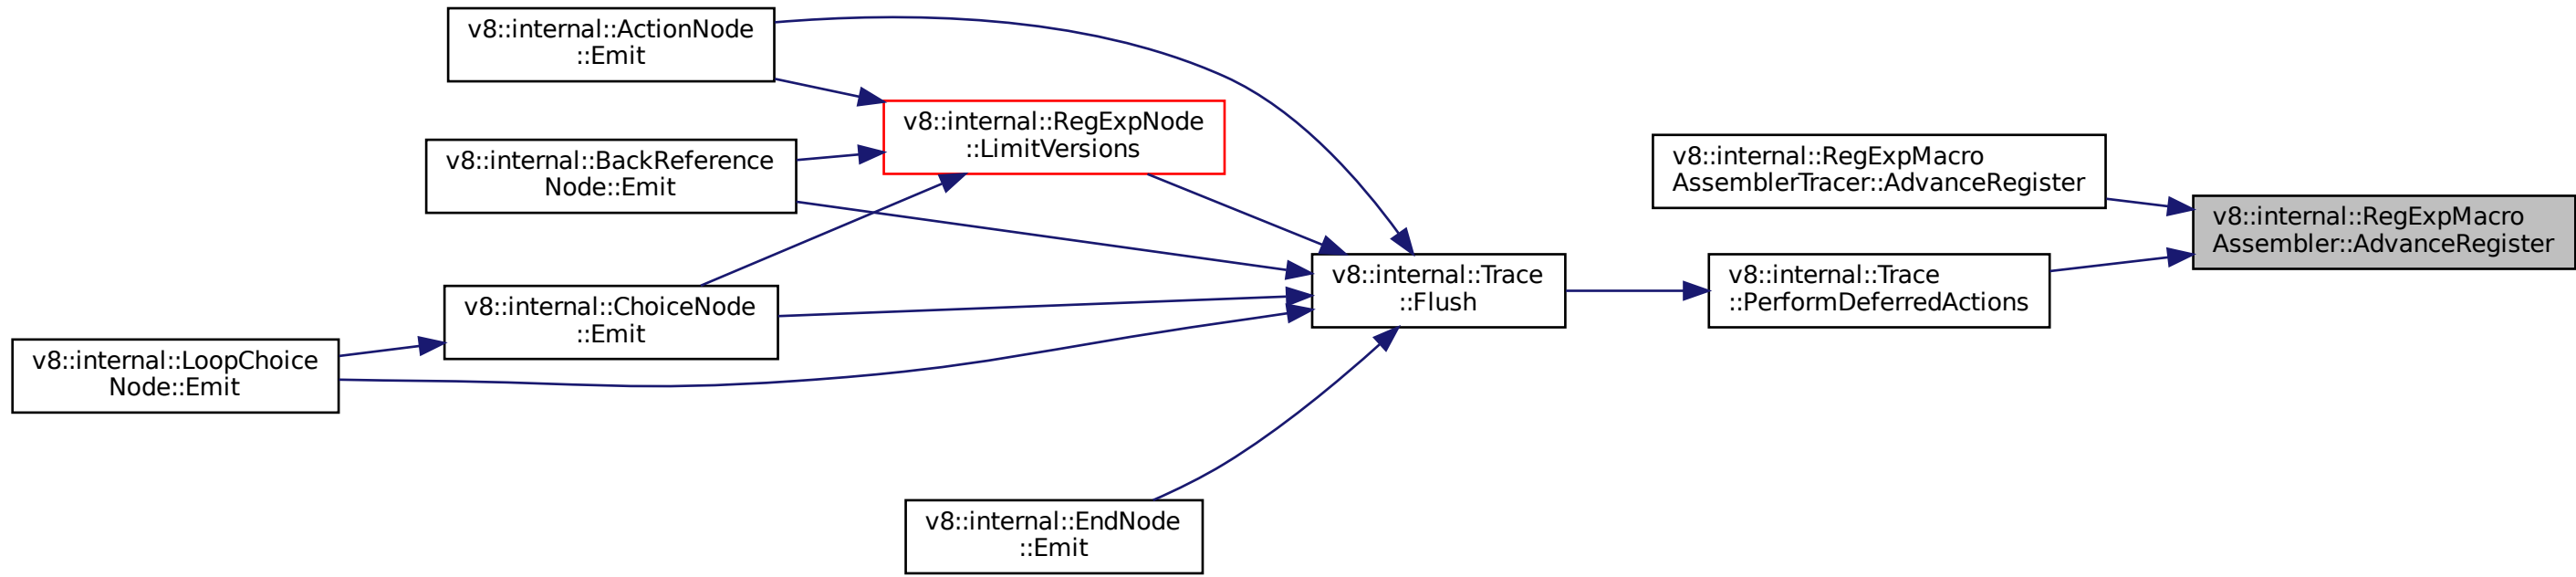 v8::internal::ActionNode
::Emit
v8::internal::RegExpNode
::LimitVersions
v8::internal::BackReference
Node::Emit
v8::internal::RegExpMacro
AssemblerTracer::AdvanceRegister
v8::internal::RegExpMacro
Assembler::AdvanceRegister
v8::internal::Trace
::Flush
v8::internal::Trace
::PerformDeferredActions
v8::internal::ChoiceNode
::Emit
v8::internal::LoopChoice
Node::Emit
v8::internal::EndNode
::Emit